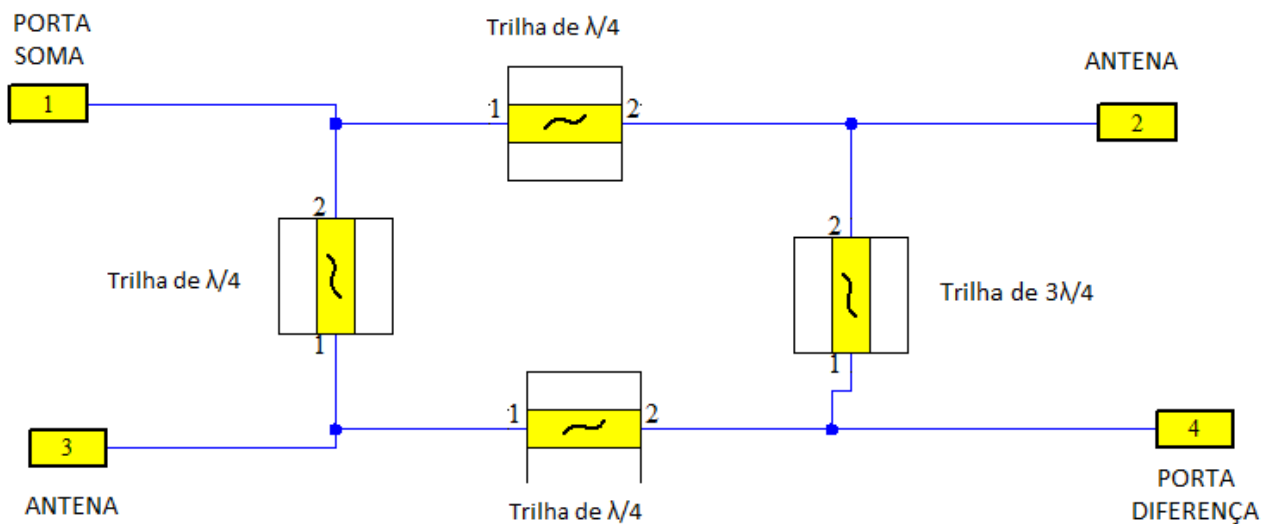 PORTA
SOMA
1
Trilha de λ/4
1
2
ANTENA
2
2
Trilha de λ/4
1
2
Trilha de 3λ/4
1
3
ANTENA
1
2
Trilha de λ/4
4
PORTA
DIFERENÇA